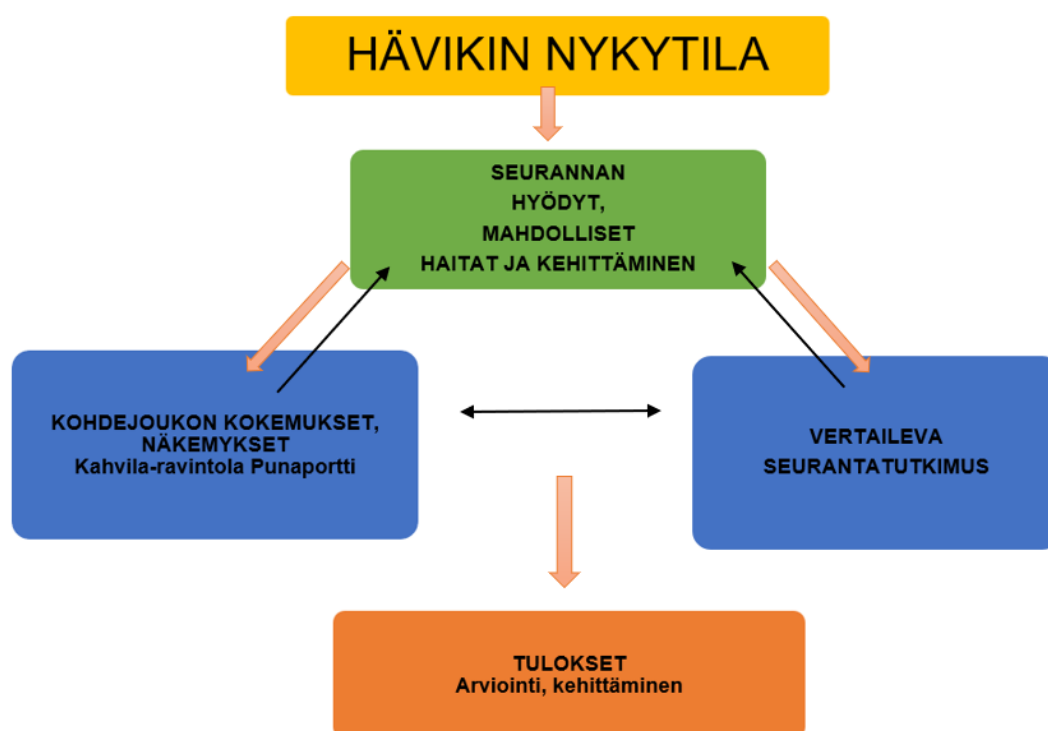 HÄVIKIN NYKYTILA
SEURANNAN
HYÖDYT,
MAHDOLLISET
HAITAT JA KEHITTÄMINEN
KOHDEJOUKON KOKEMUKSET,
NÄKEMYKSET
Kahvila-ravintola Punaportti
VERTAILEVA
SEURANTATUTKIMUS
TULOKSET
Arviointi, kehittäminen